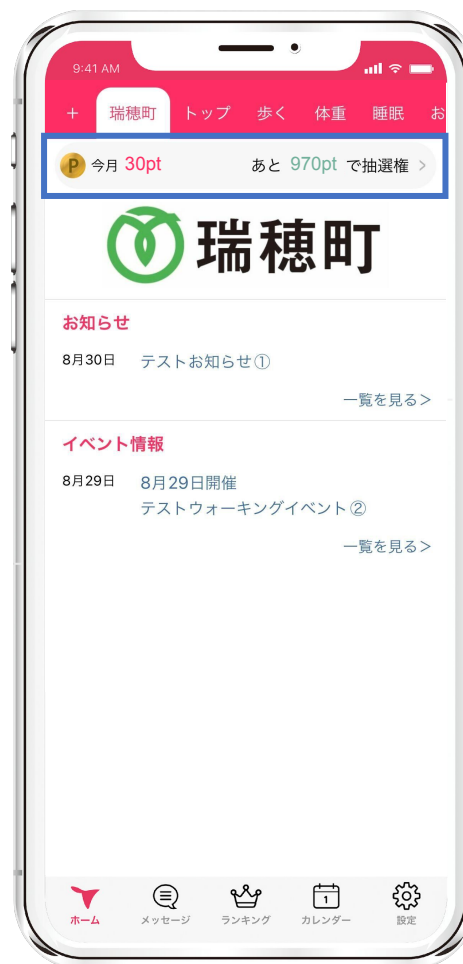 9:41 AM
+ 瑞穂町 トップ 歩く 体重 睡眠 お
P 今月 30pt あと 970pt で抽選権 >
瑞穂町
お知らせ
8月30日 テストお知らせ①
一覧を見る>
イベント情報
8月29日 8月29日開催
テストウォーキングイベント②
一覧を見る>
1
ホーム メッセージ ランキング カレンダー 設定